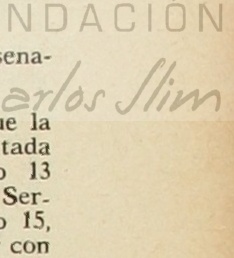 NDACIÓN
sena-
arlos Slim
ue la
tada
o 13
Ser-
o 15,
con